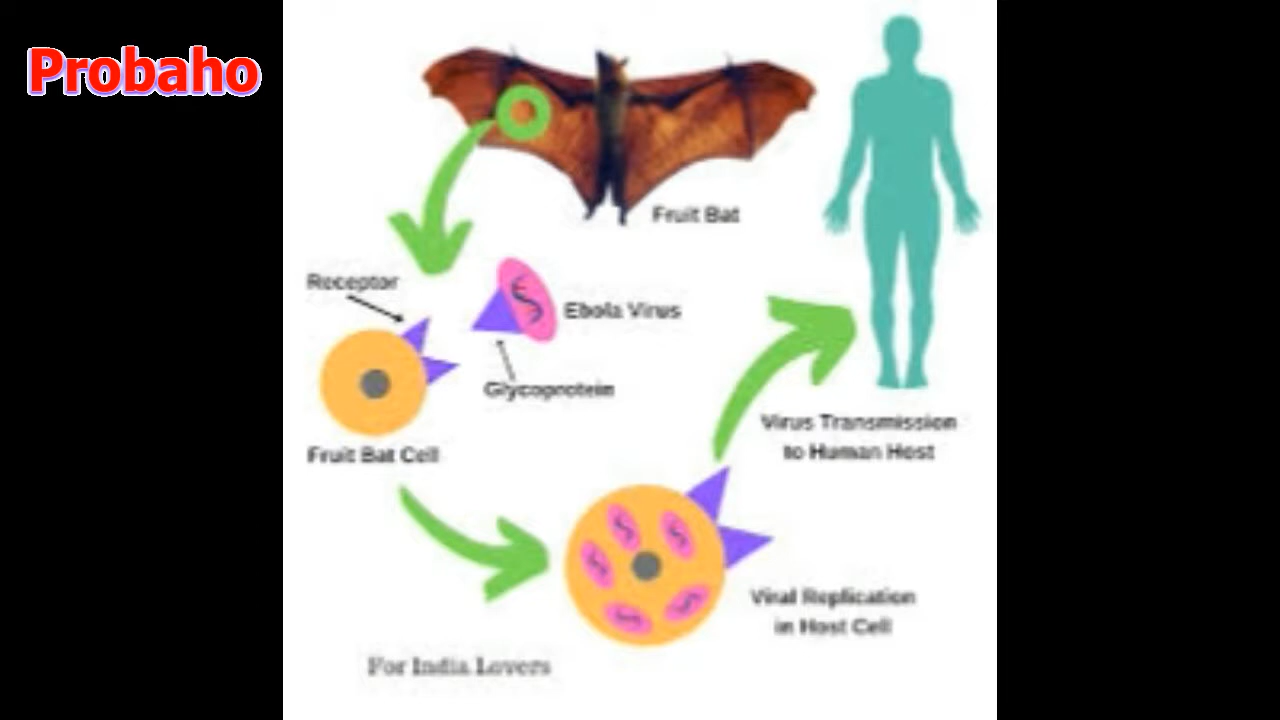 Probaho
Fruit Bat
Receptor
Ebola Virus
Glycoprotein
Fruit Bat Cell
Virus Transmission
to Human Host
Viral Replication
in Host Cell
For India Lovers